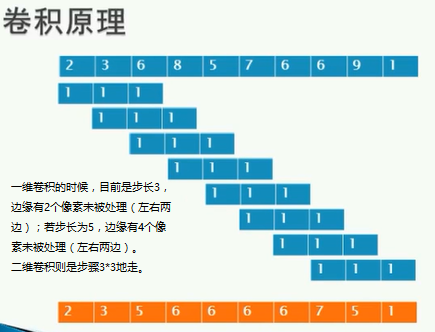 卷积原理
2 3 6 8 5 7 6 6 9 1
1 1 1
1 1 1
1 1 1
1 1 1
1 1 1
1 1 1
1 1 1
1 1 1
一维卷积的时候，目前是步长3，
边缘有2个像素未被处理（左右两
边）；若步长为5，边缘有4个像
素未被处理（左右两边）。
二维卷积则是步骤3*3地走。
2 3 5 6 6 6 6 7 5 1